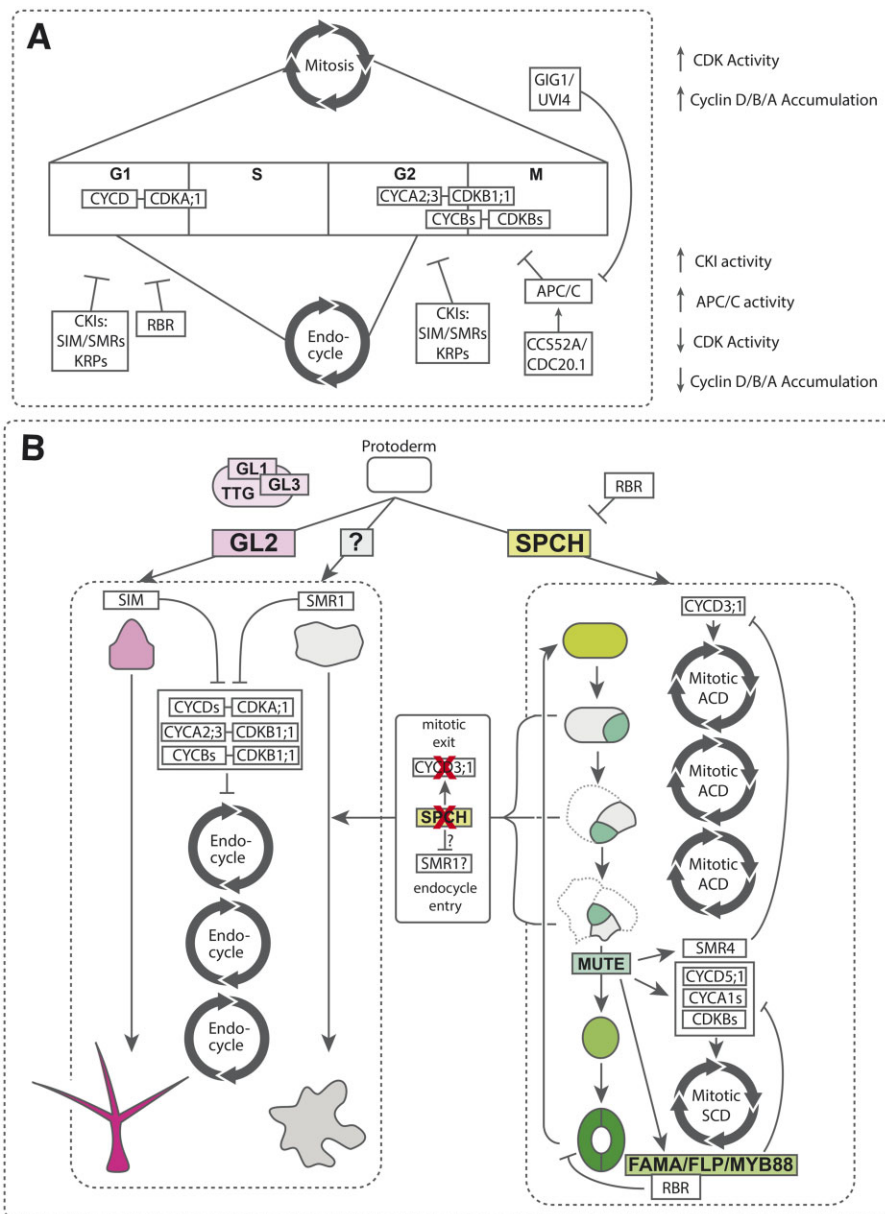 A
Mitosis
GIG1/
UVI4
CDK Activity
Cyclin D/B/A Accumulation
G1
S
G2
M
CYCD
CDKA;1
CYCA2;3
CDKB1;1
CYCBs
CDKBs
CKIs:
SIM/SMRs
KRPs
RBR
Endo-
cycle
CKIs:
SIM/SMRs
KRPs
APC/C
CCS52A/
CDC20.1
CKI activity
APC/C activity
CDK Activity
Cyclin D/B/A Accumulation
B
Protoderm
GL1
GL3
TTG
RBR
GL2
?
SPCH
SIM
SMR1
CYCDs
CDKA;1
CYCA2;3
CDKB1;1
CYCBs
CDKB1;1
Endo-
cycle
Endo-
cycle
Endo-
cycle
mitotic
exit
CYCD3;1
SPCH
?
SMR1?
endocycle
entry
CYCD3;1
Mitotic
ACD
Mitotic
ACD
Mitotic
ACD
MUTE
SMR4
CYCD5;1
CYCA1s
CDKBs
Mitotic
SCD
FAMA/FLP/MYB88
RBR